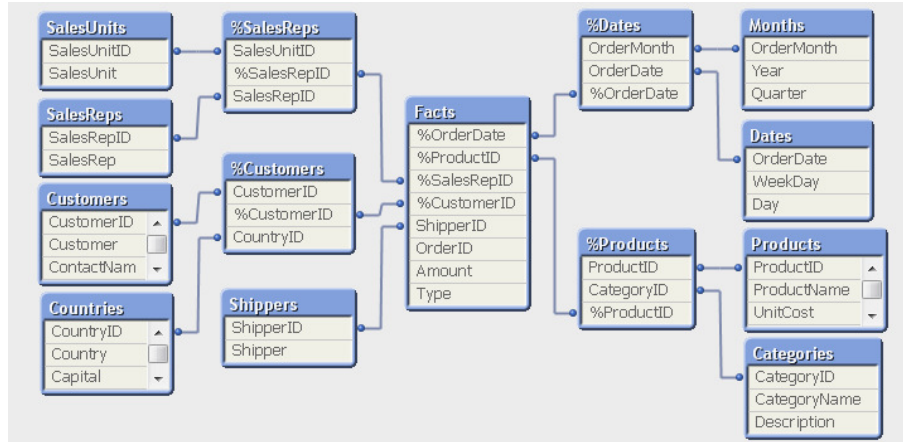 SalesUnits
SalesUnitID
SalesUnit
SalesReps
SalesRepID
SalesRep
Customers
CustomerID
Customer
ContactNam
Countries
CountryID
Country
Capital
%SalesReps
SalesUnitID
%SalesRepID
SalesRepID
%Customers
CustomerID
%CustomerID
CountryID
Shippers
ShipperID
Shipper
Facts
%OrderDate
%ProductID
%SalesRepID
%CustomerID
ShipperID
OrderID
Amount
Type
%Dates
OrderMonth
OrderDate
%OrderDate
%Products
ProductID
CategoryID
%ProductID
Months
OrderMonth
Year
Quarter
Dates
OrderDate
WeekDay
Day
Products
ProductID
ProductName
UnitCost
Categories
CategoryID
CategoryName
Description